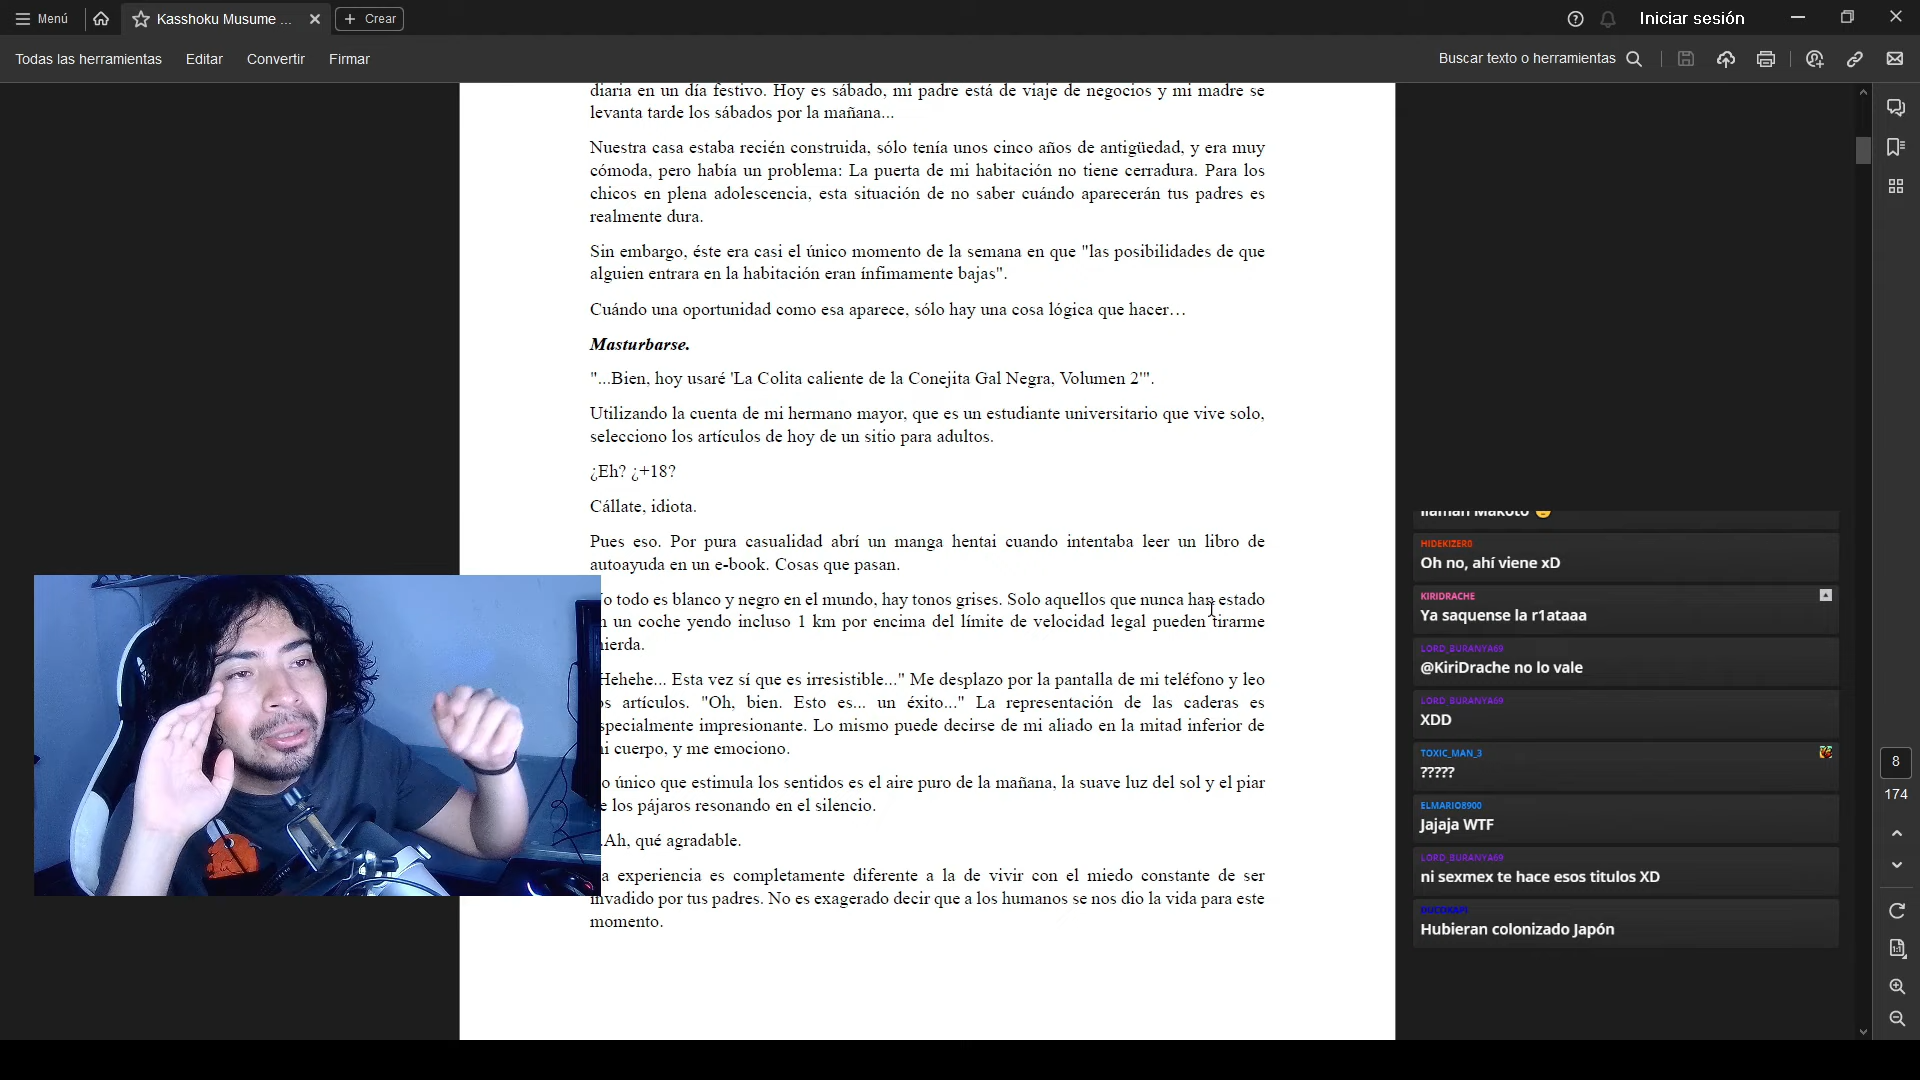 Menú
Kasshoku Musume ...
Crear
Iniciar sesión
Todas las herramientas
Editar
Convertir
Firmar
Buscar texto o herramientas
diaria en un día festivo. Hoy es sábado, mi padre está de viaje de negocios y mi madre se
levanta tarde los sábados por la mañana...
Nuestra casa estaba recién construida, sólo tenía unos cinco años de antigüedad, y era muy
cómoda, pero había un problema: La puerta de mi habitación no tiene cerradura. Para los
chicos en plena adolescencia, esta situación de no saber cuándo aparecerán tus padres es
realmente dura.
Sin embargo, éste era casi el único momento de la semana en que "las posibilidades de que
alguien entrara en la habitación eran ínfimamente bajas".
Cuándo una oportunidad como esa aparece, sólo hay una cosa lógica que hacer…
Masturbarse.
"...Bien, hoy usaré 'La Colita caliente de la Conejita Gal Negra, Volumen 2'".
Utilizando la cuenta de mi hermano mayor, que es un estudiante universitario que vive solo,
selecciono los artículos de hoy de un sitio para adultos.
¿Eh? ¿+18?
Cállate, idiota.
Pues eso. Por pura casualidad abrí un manga hentai cuando intentaba leer un libro de
autoayuda en un e-book. Cosas que pasan.
o todo es blanco y negro en el mundo, hay tonos grises. Solo aquellos que nunca han estado
n un coche yendo incluso 1 km por encima del límite de velocidad legal pueden tirarme
ierda.
Hehehe... Esta vez sí que es irresistible..." Me desplazo por la pantalla de mi teléfono y leo
s artículos. "Oh, bien. Esto es... un éxito..." La representación de las caderas es
specialmente impresionante. Lo mismo puede decirse de mi aliado en la mitad inferior de
i cuerpo, y me emociono.
o único que estimula los sentidos es el aire puro de la mañana, la suave luz del sol y el piar
e los pájaros resonando en el silencio.
.Ah, qué agradable.
a experiencia es completamente diferente a la de vivir con el miedo constante de ser
invadido por tus padres. No es exagerado decir que a los humanos se nos dio la vida para este
momento.
llaman Makoto
HIDEKIZER0
Oh no, ahí viene xD
KIRIDRACHE
Ya saquense la r1ataaa
LORD_BURANYA69
@KiriDrache no lo vale
LORD_BURANYA69
XDD
TOXIC_MAN_3
?????
ELMARIO8900
Jajaja WTF
LORD_BURANYA69
ni sexmex te hace esos titulos XD
Hubieran colonizado Japón
8
174